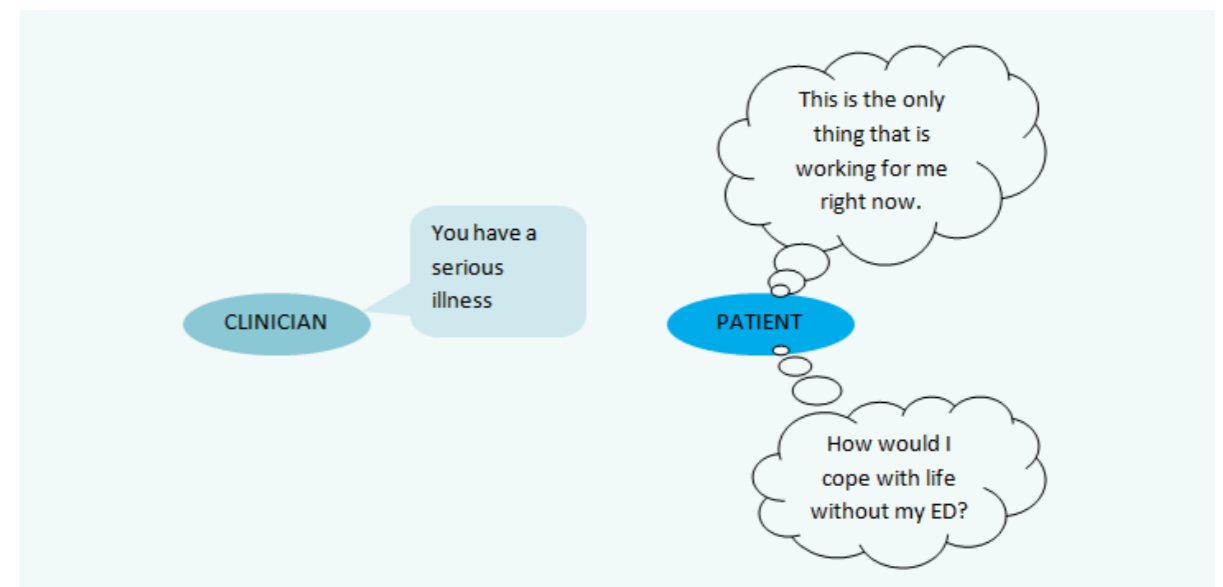 CLINICIAN
You have a
serious
illness
PATIENT
This is the only
thing that is
working for me
right now.
How would I
cope with life
without my ED?